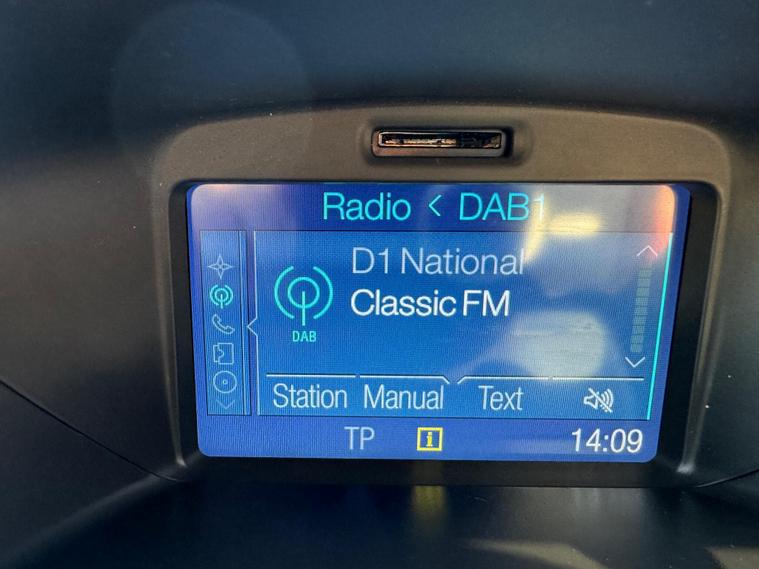 Radio < DAB1
D1 National
Classic FM
DAB
Station Manual Text
TP i 14:09